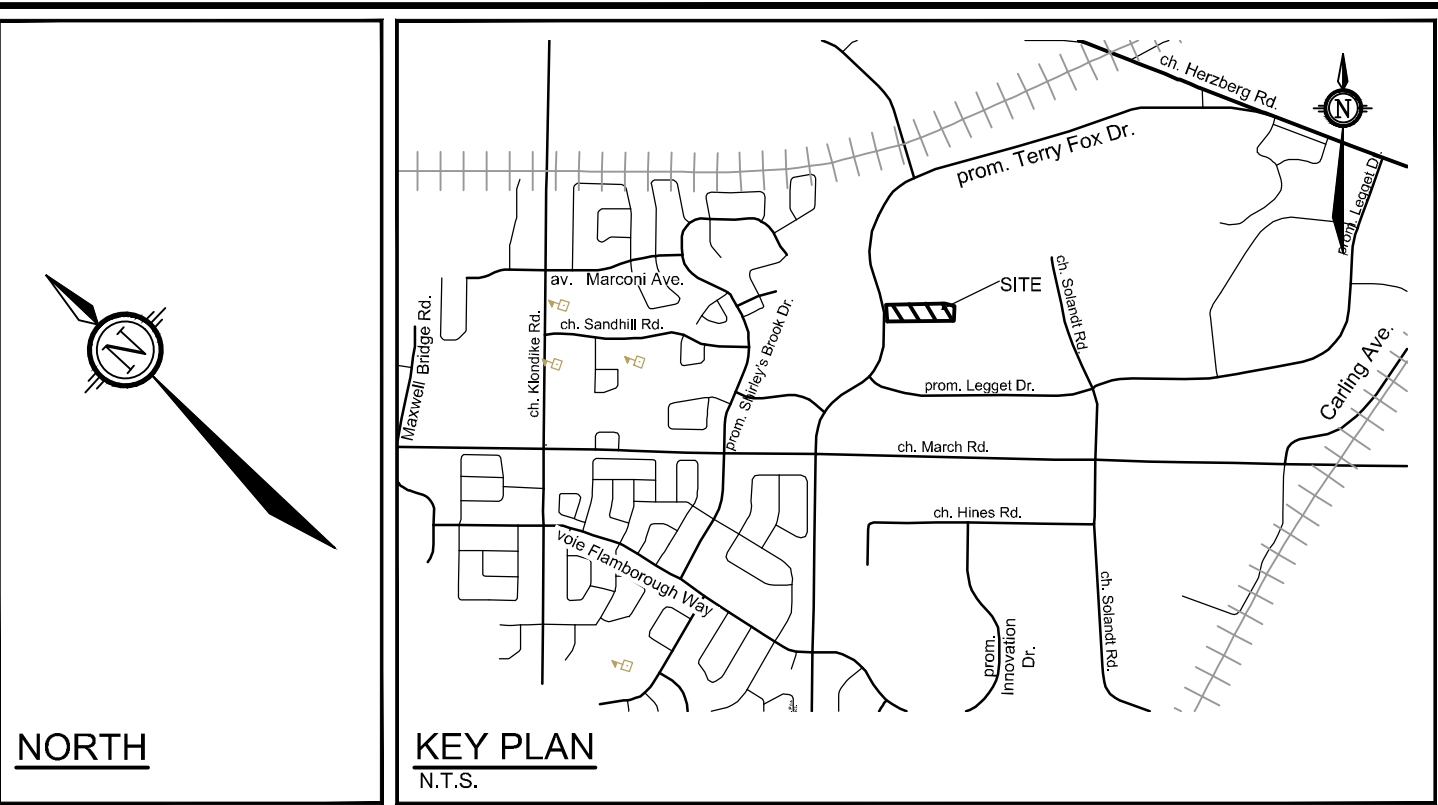 N
NORTH
ch. Herzberg Rd.
N
prom. Terry Fox Dr.
prom. Legget Dr.
SITE
ch. Solandt Rd.
av. Marconi Ave.
ch. Sandhill Rd.
Maxwell Bridge Rd.
ch. Klondike Rd.
prom. Shirley's Brook Dr.
prom. Legget Dr.
Carling Ave.
ch. March Rd.
ch. Hines Rd.
voie Flamborough Way
prom.
Innovation
Dr.
ch. Solandt Rd.
KEY PLAN
N.T.S.